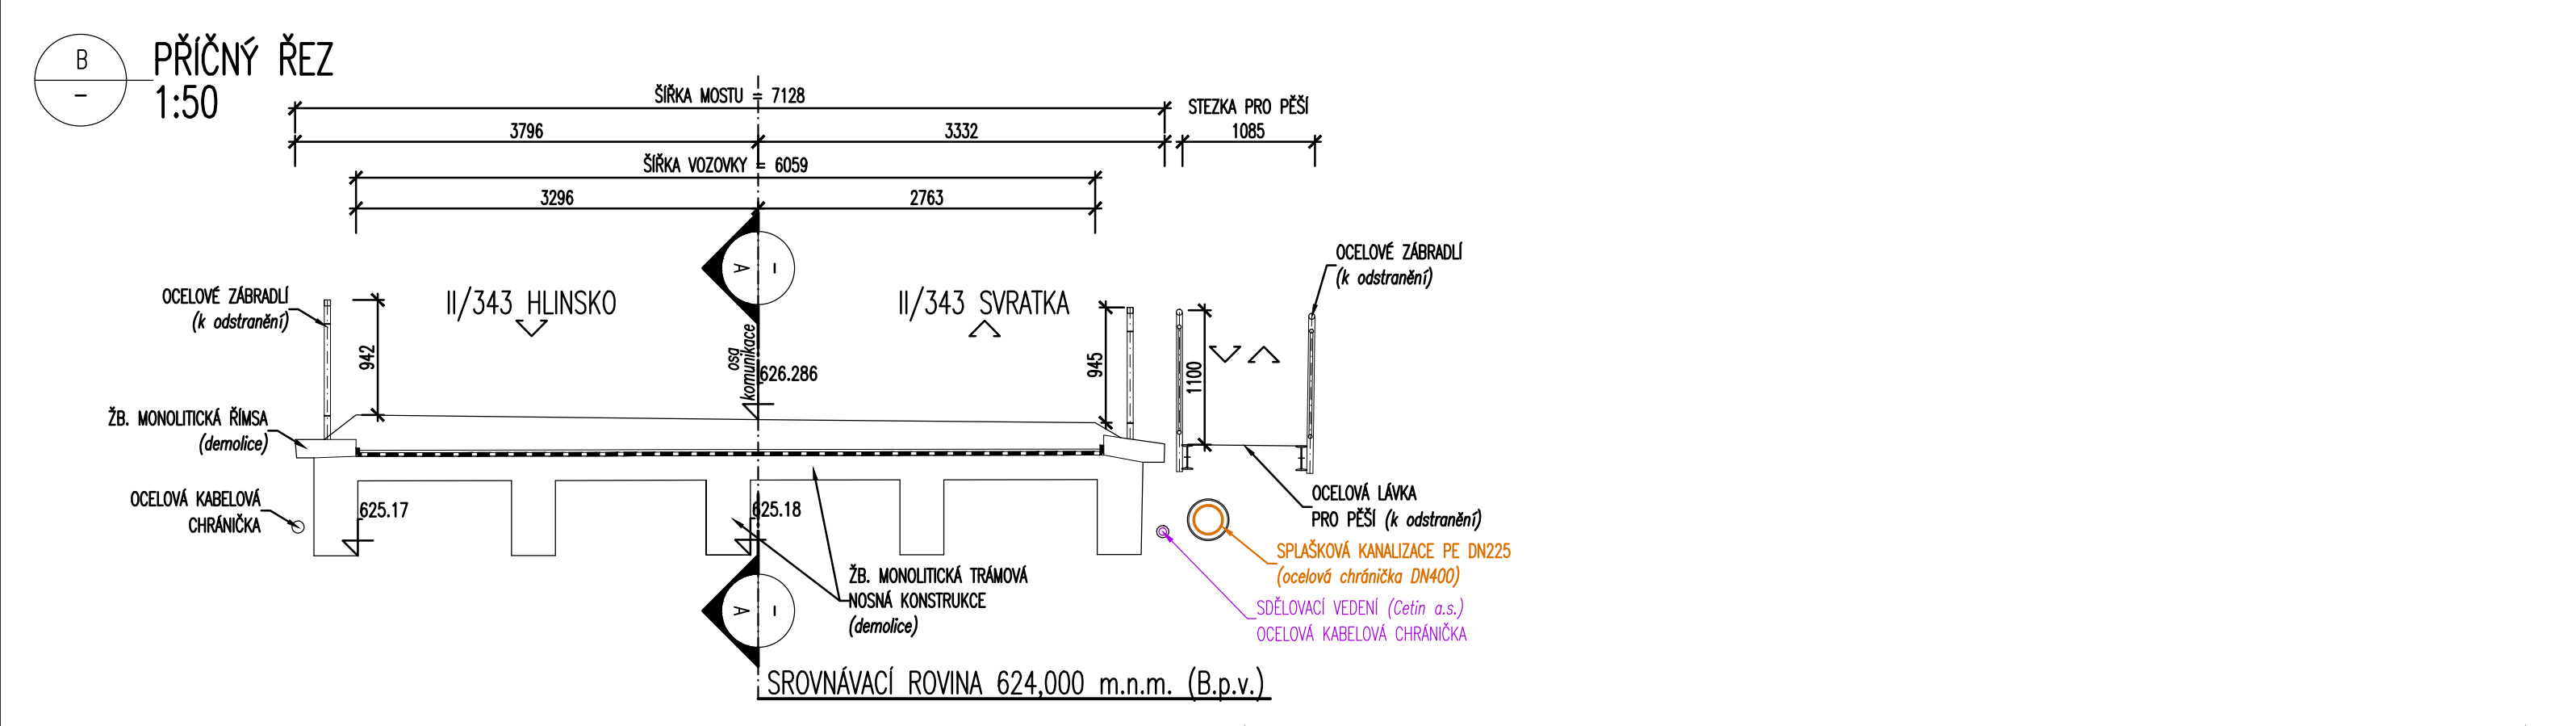 B
–
PŘÍČNÝ ŘEZ
1:50
ŠÍŘKA MOSTU = 7128
STEZKA PRO PĚŠÍ
3796
3332
1085
ŠÍŘKA VOZOVKY = 6059
3296
2763
A
–
OCELOVÉ ZÁBRADLÍ
(k odstranění)
OCELOVÉ ZÁBRADLÍ
(k odstranění)
II/343 HLINSKO
II/343 SVRATKA
942
osa
komunikace
626.286
945
1100
ŽB. MONOLITICKÁ ŘÍMSA
(demolice)
OCELOVÁ KABELOVÁ
CHRÁNIČKA
625.17
625.18
OCELOVÁ LÁVKA
PRO PĚŠÍ (k odstranění)
SPLAŠKOVÁ KANALIZACE PE DN225
(ocelová chránička DN400)
ŽB. MONOLITICKÁ TRÁMOVÁ
NOSNÁ KONSTRUKCE
(demolice)
SDĚLOVACÍ VEDENÍ (Cetin a.s.)
OCELOVÁ KABELOVÁ CHRÁNIČKA
A
–
SROVNÁVACÍ ROVINA 624,000 m.n.m. (B.p.v.)